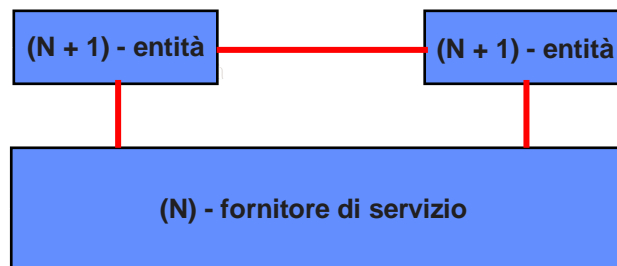 (N + 1) - entità
(N + 1) - entità
(N) - fornitore di servizio